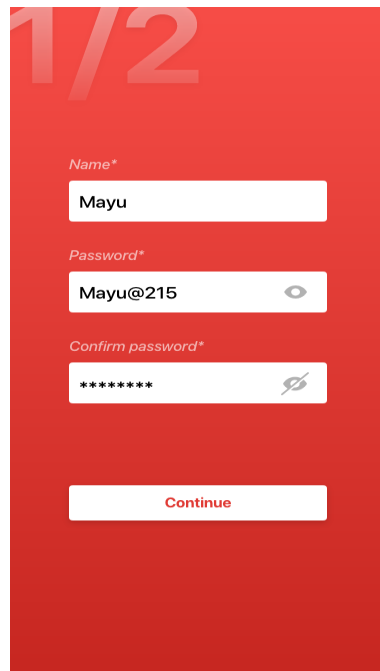 1/2
Name*
Mayu
Password*
Mayu@215
Confirm password*
********
Continue